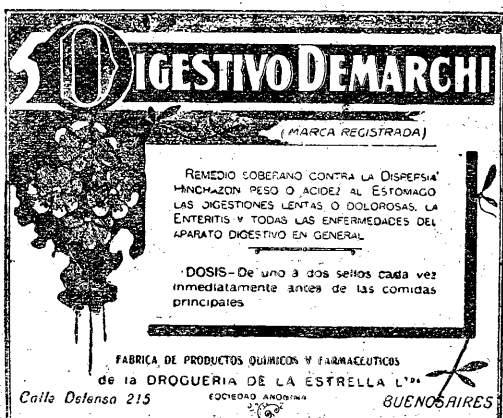 DIGESTIVO DEMARCHI
(MARCA REGISTRADA)
REMEDIO SOBERANO CONTRA LA DISPEPSIA
HINCHAZON PESO O ACIDEZ AL ESTOMAGO
LAS DIGESTIONES LENTAS O DOLOROSAS, LA
ENTERITIS Y TODAS LAS ENFERMEDADES DEL
APARATO DIGESTIVO EN GENERAL
DOSIS-De uno à dos sellos cada vez
inmediatamente antes de las comidas
principales
FABRICA DE PRODUCTOS QUIMICOS Y FARMACEUTICOS
de la DROGUERIA DE LA ESTRELLA Lᵀᴰᴬ
SOCIEDAD ANONIMA
Calle Defensa 215
BUENOS AIRES